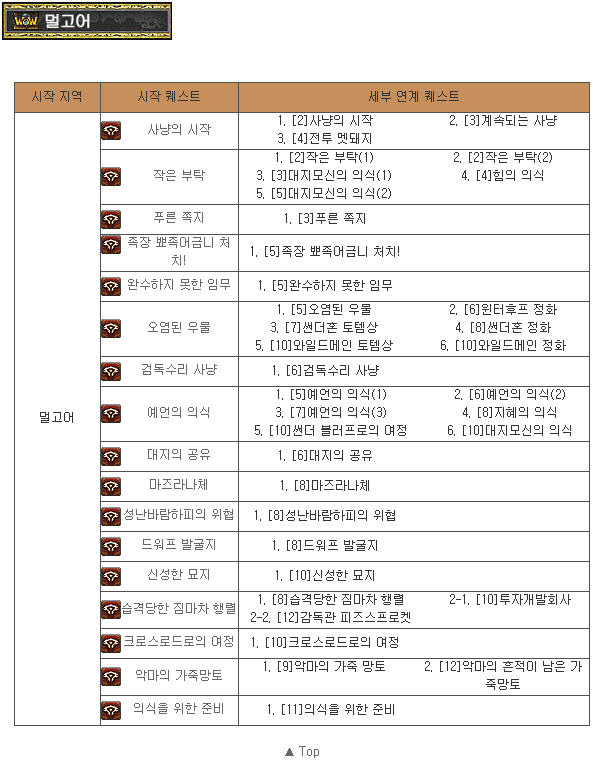 WoW 멀고어
시작 지역 시작 퀘스트 세부 연계 퀘스트
멀고어
사냥의 시작
1. [2]사냥의 시작 2. [3]계속되는 사냥
3. [4]전투 멧돼지
작은 부탁
1. [2]작은 부탁(1) 2. [2]작은 부탁(2)
3. [3]대지모신의 의식(1) 4. [4]힘의 의식
5. [5]대지모신의 의식(2)
푸른 쪽지 1. [3]푸른 쪽지
족장 뾰족어금니 처
치!
1. [5]족장 뾰족어금니 처치!
완수하지 못한 임무 1. [5]완수하지 못한 임무
오염된 우물
1. [5]오염된 우물 2. [6]윈터후프 정화
3. [7]썬더혼 토템상 4. [8]썬더혼 정화
5. [10]와일드메인 토템상 6. [10]와일드메인 정화
검독수리 사냥 1. [6]검독수리 사냥
예언의 의식
1. [5]예언의 의식(1) 2. [6]예언의 의식(2)
3. [7]예언의 의식(3) 4. [8]지혜의 의식
5. [10]썬더 블러프로의 여정 6. [10]대지모신의 의식
대지의 공유 1. [6]대지의 공유
마즈라나체 1. [8]마즈라나체
성난바람하피의 위협 1. [8]성난바람하피의 위협
드워프 발굴지 1. [8]드워프 발굴지
신성한 묘지 1. [10]신성한 묘지
습격당한 짐마차 행렬
1. [8]습격당한 짐마차 행렬 2-1. [10]투자개발회사
2-2. [12]감독관 피즈스프로켓
크로스로드로의 여정 1. [10]크로스로드로의 여정
악마의 가죽망토
1. [9]악마의 가죽 망토 2. [12]악마의 흔적이 남은 가
죽망토
의식을 위한 준비 1. [11]의식을 위한 준비
▲ Top